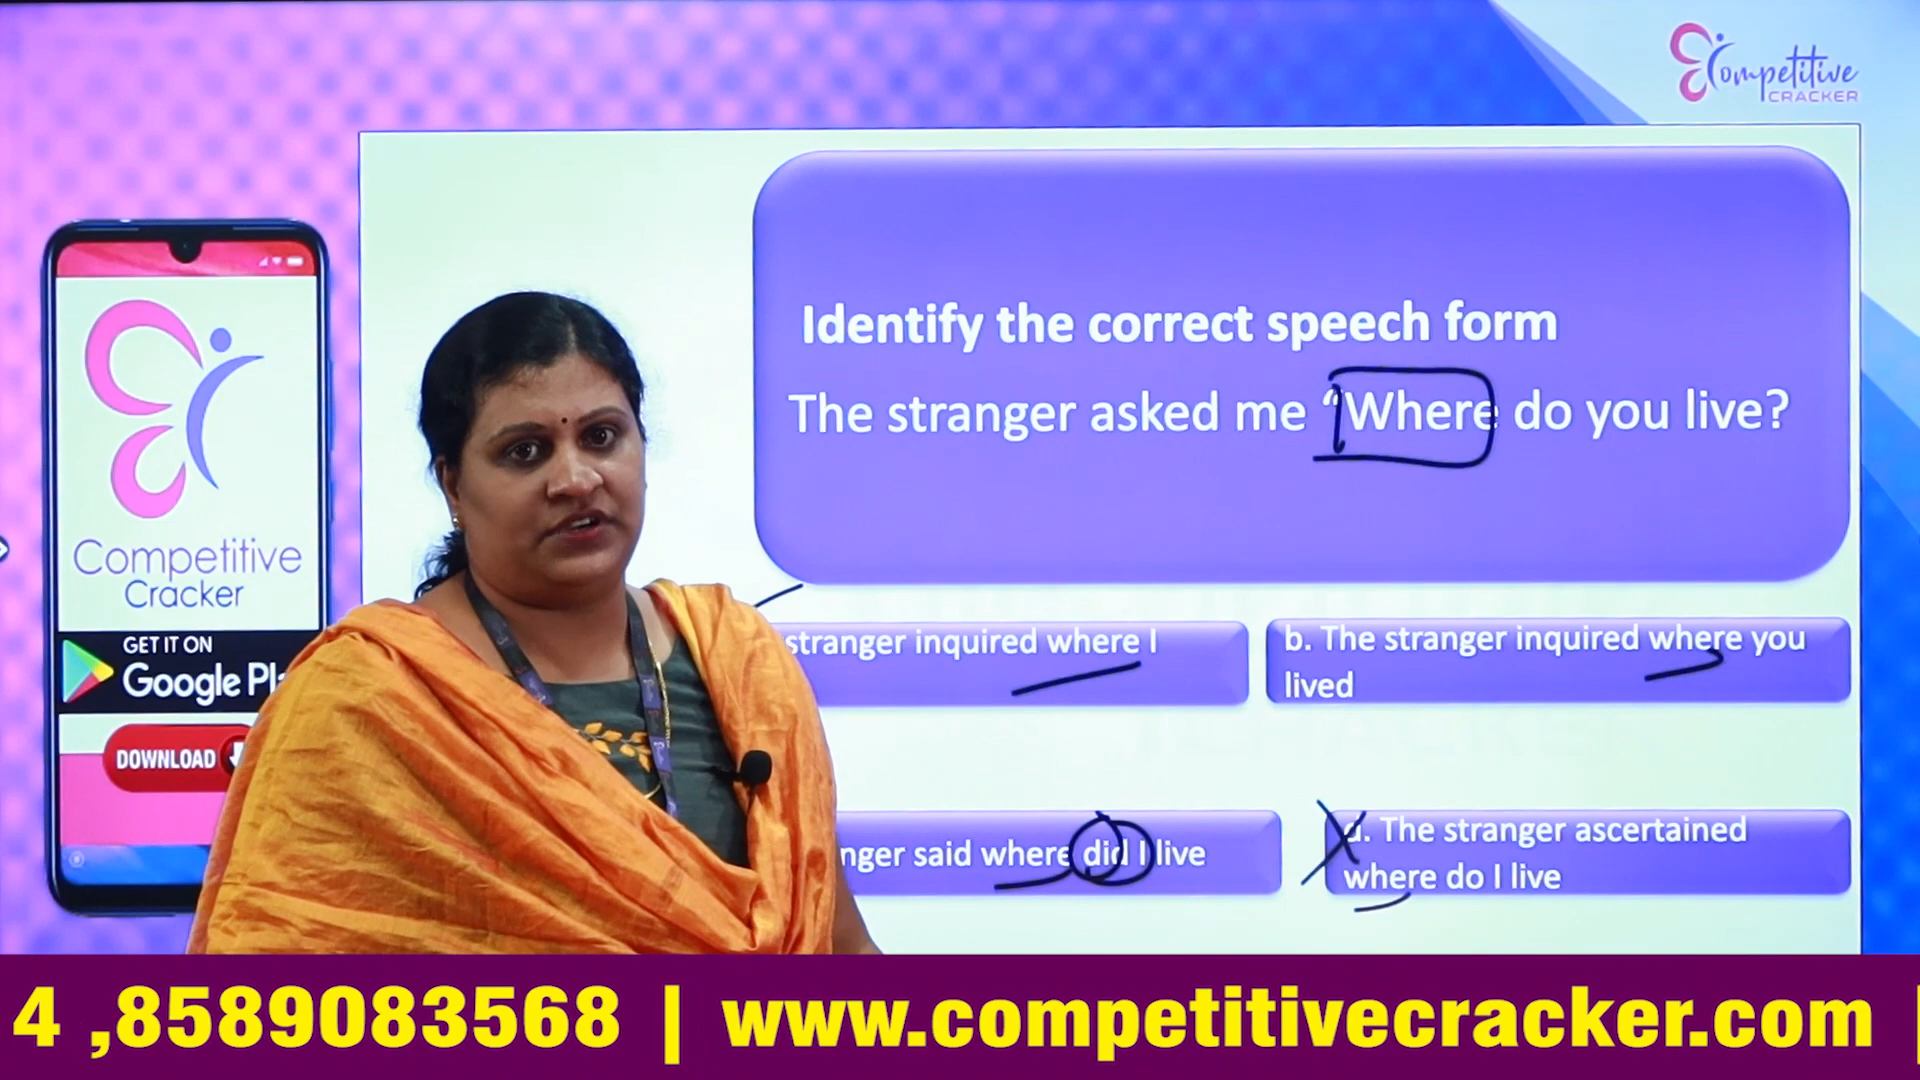 Competitive
CRACKER
Identify the correct speech form
The stranger asked me “Where do you live?
Competitive
Cracker
GET IT ON
Google
DOWNLOAD
stranger inquired where I
b. The stranger inquired where you
lived
said where did I live
d. The stranger ascertained
where do I live
4 ,8589083568 | www.competitivecracker.com |